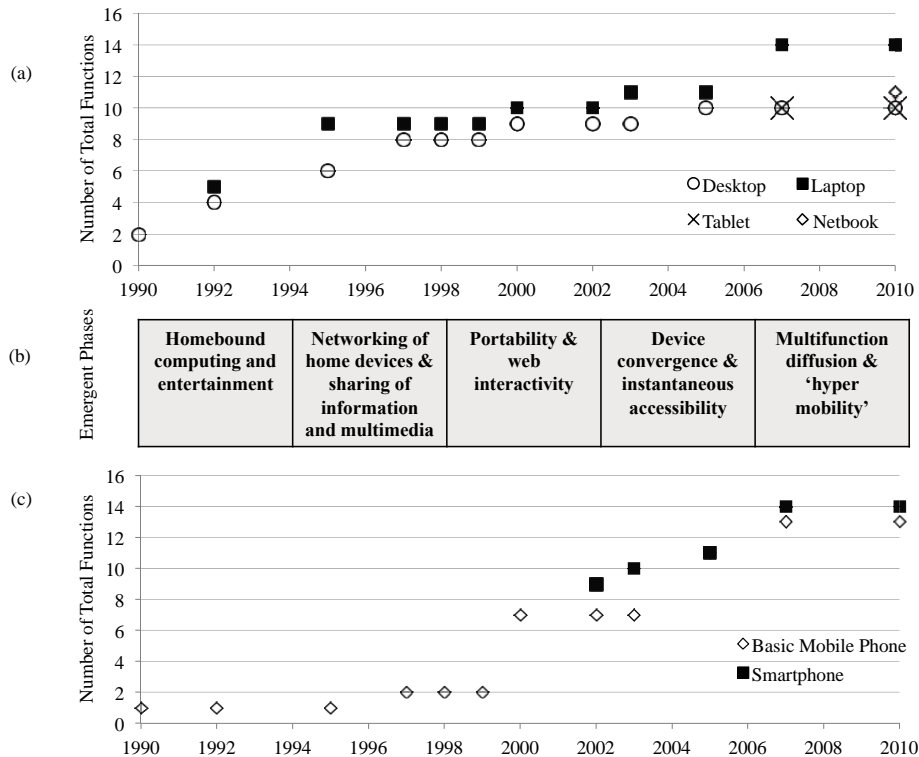 (a)
Number of Total Functions
16
14
12
10
8
6
4
2
0
Desktop
Laptop
Tablet
Netbook
1990 1992 1994 1996 1998 2000 2002 2004 2006 2008 2010
(b)
Emergent Phases
Homebound
computing and
entertainment
Networking of
home devices &
sharing of
information
and multimedia
Portability &
web
interactivity
Device
convergence &
instantaneous
accessibility
Multifunction
diffusion &
‘hyper
mobility’
(c)
Number of Total Functions
16
14
12
10
8
6
4
2
0
Basic Mobile Phone
Smartphone
1990 1992 1994 1996 1998 2000 2002 2004 2006 2008 2010